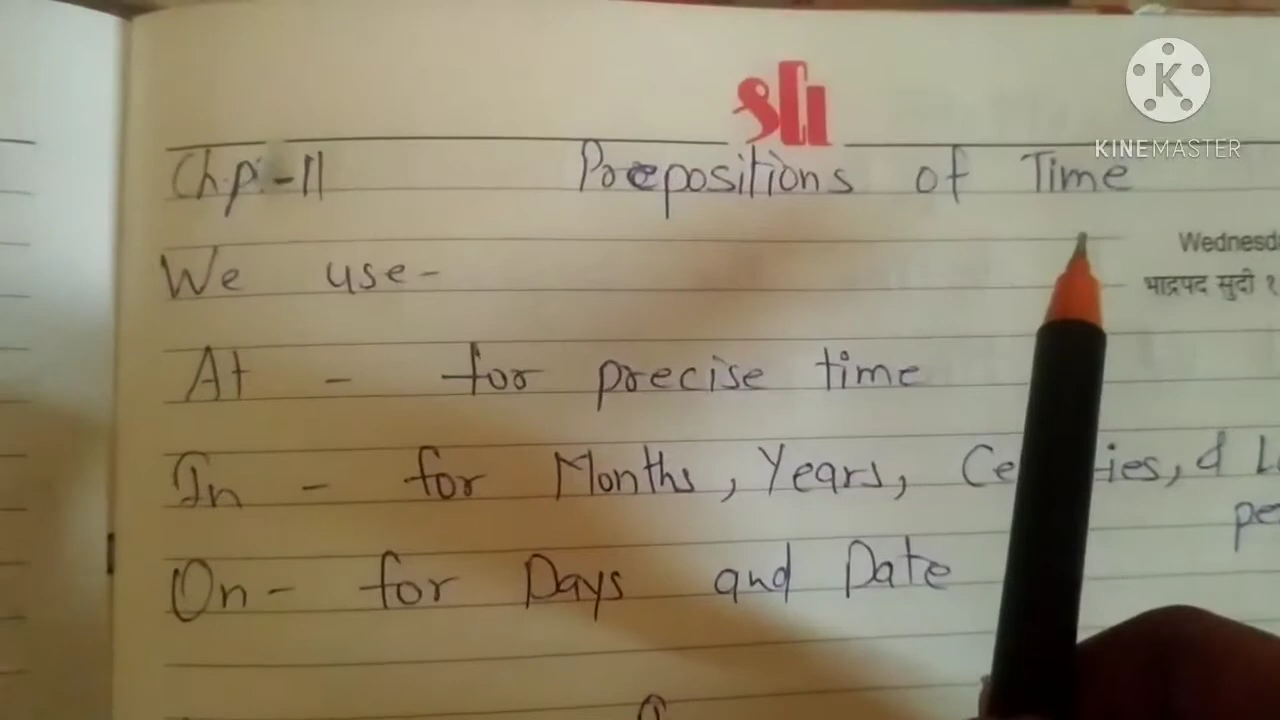 श्री
KINEMASTER
Chp:-11 Prepositions of Time
Wednesd
भाद्रपद सुदी १
We use-
At - for precise time
In - for Months, Years, &
On- for Days and Date